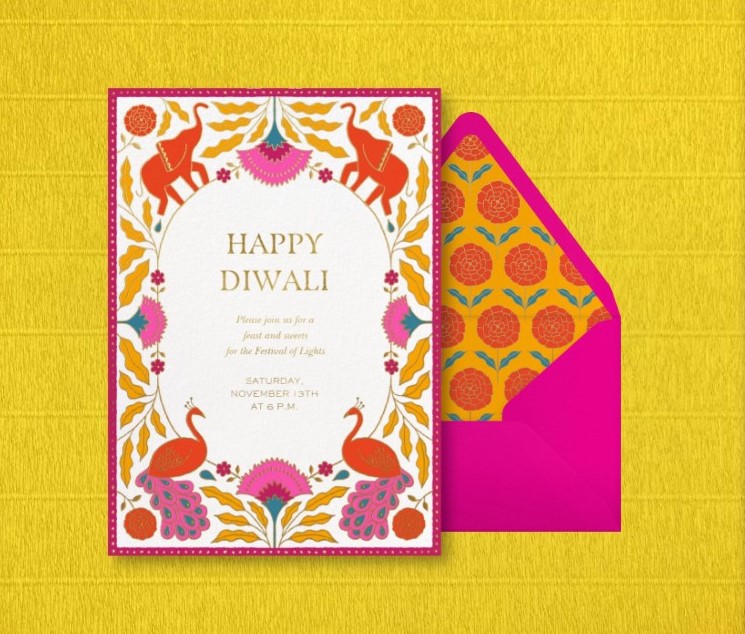 HAPPY
DIWALI
Please join us for a
feast and sweets
for the Festival of Lights
SATURDAY,
NOVEMBER 13TH
AT 6 P.M.